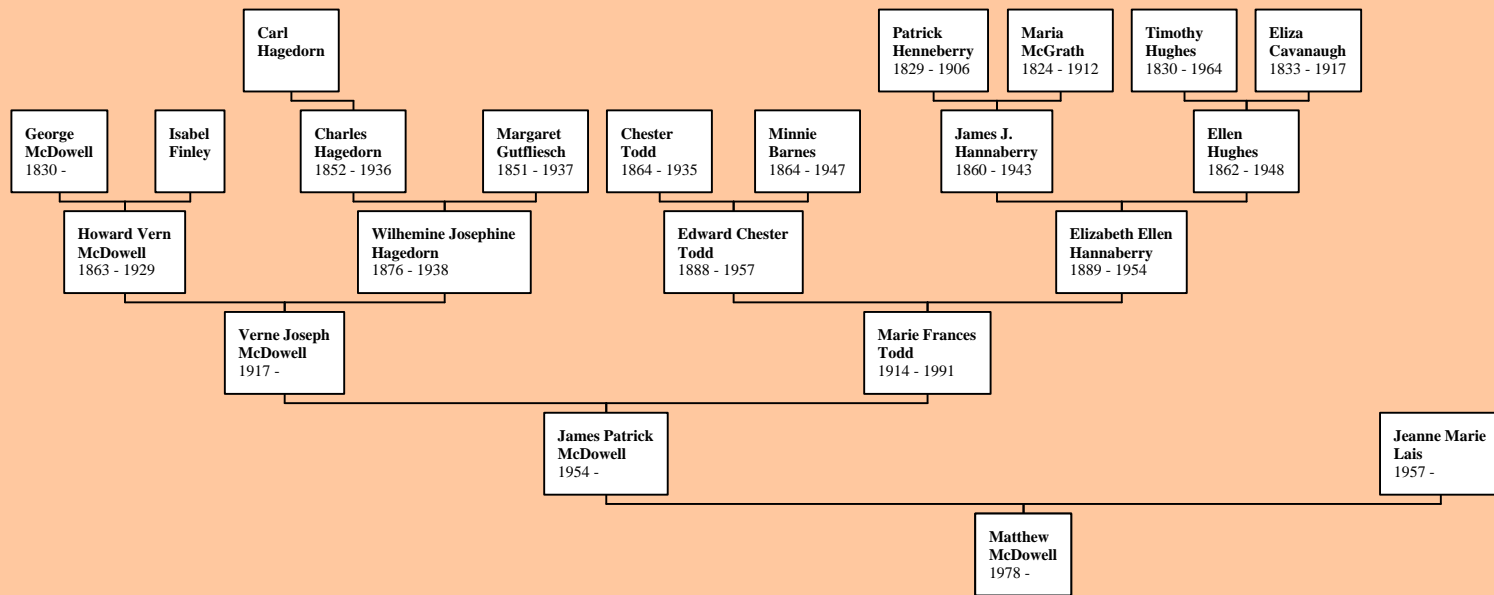 Carl
Hagedorn
Patrick
Henneberry
1829 - 1906
Maria
McGrath
1824 - 1912
Timothy
Hughes
1830 - 1964
Eliza
Cavanaugh
1833 - 1917
George
McDowell
1830 -
Isabel
Finley
Charles
Hagedorn
1852 - 1936
Margaret
Gutfliesch
1851 - 1937
Chester
Todd
1864 - 1935
Minnie
Barnes
1864 - 1947
James J.
Hannaberry
1860 - 1943
Ellen
Hughes
1862 - 1948
Howard Vern
McDowell
1863 - 1929
Wilhemine Josephine
Hagedorn
1876 - 1938
Edward Chester
Todd
1888 - 1957
Elizabeth Ellen
Hannaberry
1889 - 1954
Verne Joseph
McDowell
1917 -
Marie Frances
Todd
1914 - 1991
James Patrick
McDowell
1954 -
Jeanne Marie
Lais
1957 -
Matthew
McDowell
1978 -